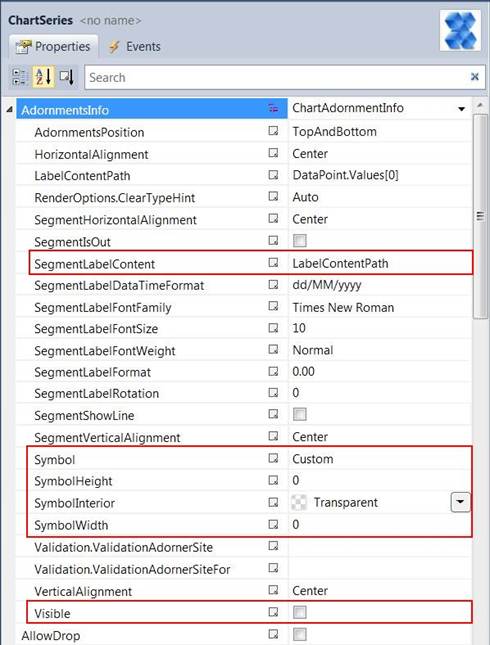 ChartSeries <no name>
Properties Events
Search
AdornmentsInfo ChartAdornmentInfo
AdornmentsPosition TopAndBottom
HorizontalAlignment Center
LabelContentPath DataPoint.Values[0]
RenderOptions.ClearTypeHint Auto
SegmentHorizontalAlignment Center
SegmentIsOut
SegmentLabelContent LabelContentPath
SegmentLabelDataTimeFormat dd/MM/yyyy
SegmentLabelFontFamily Times New Roman
SegmentLabelFontSize 10
SegmentLabelFontWeight Normal
SegmentLabelFormat 0.00
SegmentLabelRotation 0
SegmentShowLine
SegmentVerticalAlignment Center
Symbol Custom
SymbolHeight 0
SymbolInterior Transparent
SymbolWidth 0
Validation.ValidationAdornerSite
Validation.ValidationAdornerSiteFor
VerticalAlignment Center
Visible
AllowDrop